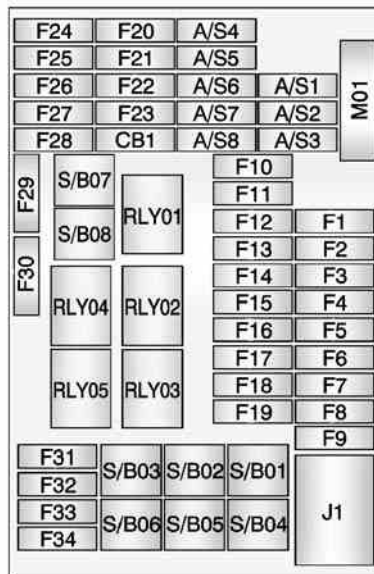 F24 F20 A/S4
F25 F21 A/S5
F26 F22 A/S6 A/S1
F27 F23 A/S7 A/S2
F28 CB1 A/S8 A/S3
M01
F29
F30
S/B07
S/B08
RLY01
RLY04 RLY02
RLY05 RLY03
F10
F11
F12 F1
F13 F2
F14 F3
F15 F4
F16 F5
F17 F6
F18 F7
F19 F8
F9
F31
F32
F33
F34
S/B03 S/B02 S/B01
S/B06 S/B05 S/B04
J1